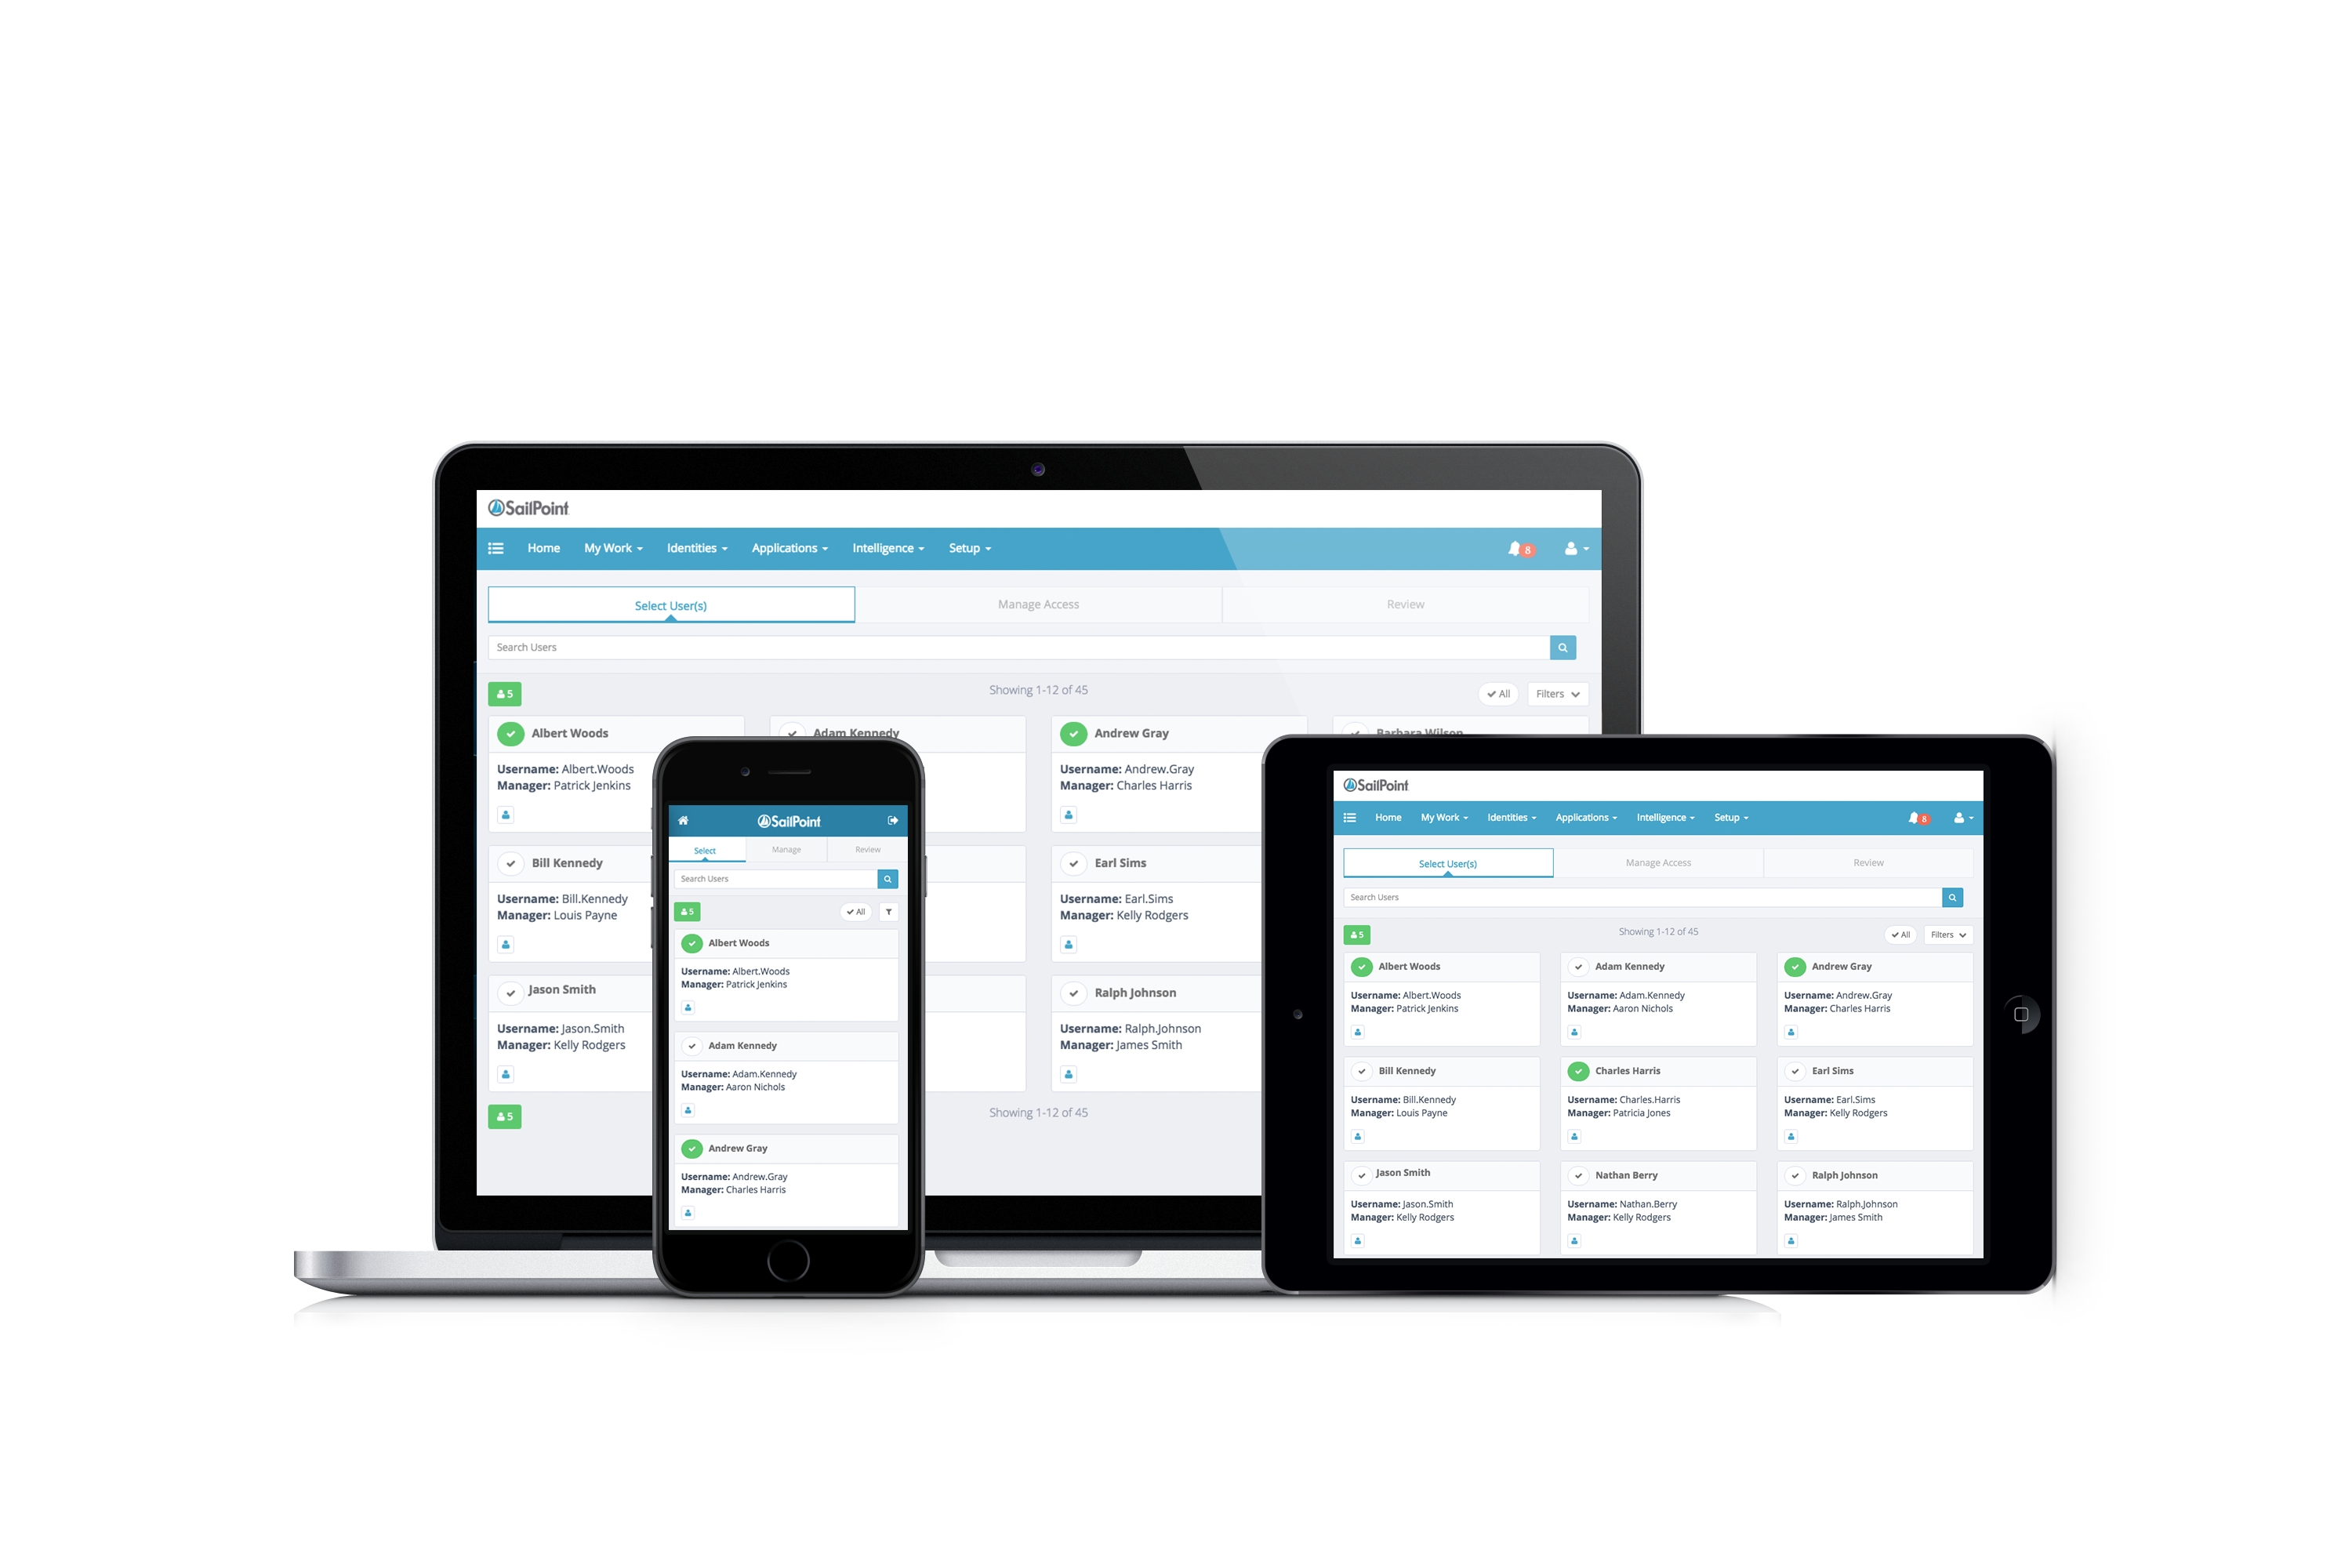 SailPoint
Home My Work Identities Applications Intelligence Setup 8
Select User(s) Manage Access Review
Search Users
5 Showing 1-12 of 45 All Filters
Albert Woods Adam Kennedy Andrew Gray Barbara Wilson
Username: Albert.Woods Username: Andrew.Gray
Manager: Patrick Jenkins Manager: Charles Harris
Bill Kennedy Earl Sims
Username: Bill.Kennedy Username: Earl.Sims
Manager: Louis Payne Manager: Kelly Rodgers
Jason Smith Ralph Johnson
Username: Jason.Smith Username: Ralph.Johnson
Manager: Kelly Rodgers Manager: James Smith
5 Showing 1-12 of 45
SailPoint
Select Manage Review
Search Users
5 All
Albert Woods
Username: Albert.Woods
Manager: Patrick Jenkins
Adam Kennedy
Username: Adam.Kennedy
Manager: Aaron Nichols
Andrew Gray
Username: Andrew.Gray
Manager: Charles Harris
SailPoint
Home My Work Identities Applications Intelligence Setup 8
Select User(s) Manage Access Review
Search Users
5 Showing 1-12 of 45 All Filters
Albert Woods Adam Kennedy Andrew Gray
Username: Albert.Woods Username: Adam.Kennedy Username: Andrew.Gray
Manager: Patrick Jenkins Manager: Aaron Nichols Manager: Charles Harris
Bill Kennedy Charles Harris Earl Sims
Username: Bill.Kennedy Username: Charles.Harris Username: Earl.Sims
Manager: Louis Payne Manager: Patricia Jones Manager: Kelly Rodgers
Jason Smith Nathan Berry Ralph Johnson
Username: Jason.Smith Username: Nathan.Berry Username: Ralph.Johnson
Manager: Kelly Rodgers Manager: Kelly Rodgers Manager: James Smith